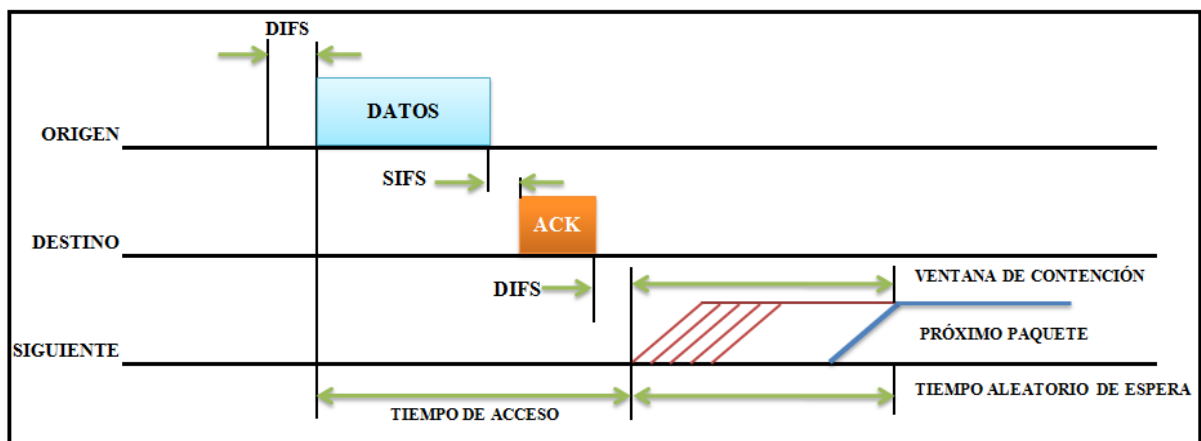 DIFS
DATOS
ORIGEN
SIFS
ACK
DESTINO
DIFS
VENTANA DE CONTENCIÓN
PRÓXIMO PAQUETE
SIGUIENTE
TIEMPO ALEATORIO DE ESPERA
TIEMPO DE ACCESO